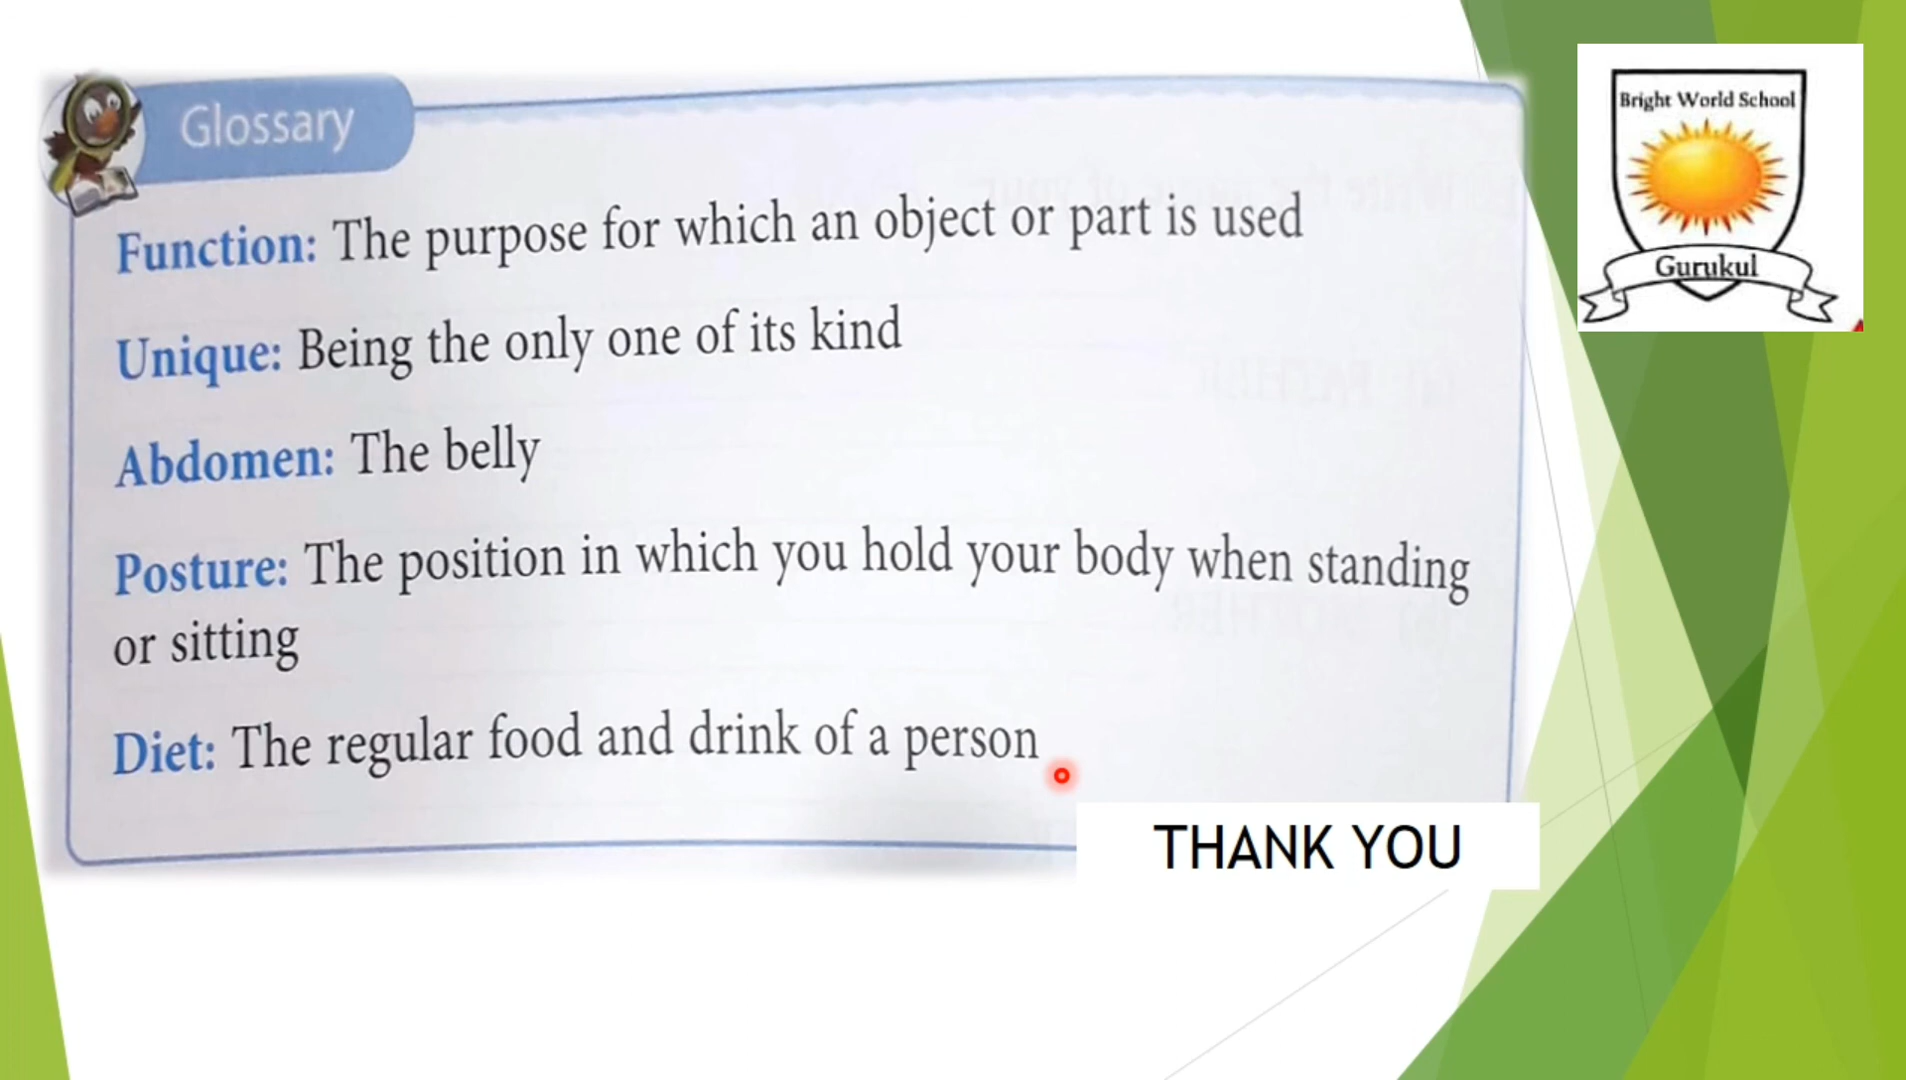 Glossary
Function: The purpose for which an object or part is used
Unique: Being the only one of its kind
Abdomen: The belly
Posture: The position in which you hold your body when standing
or sitting
Diet: The regular food and drink of a person
THANK YOU
Bright World School
Gurukul